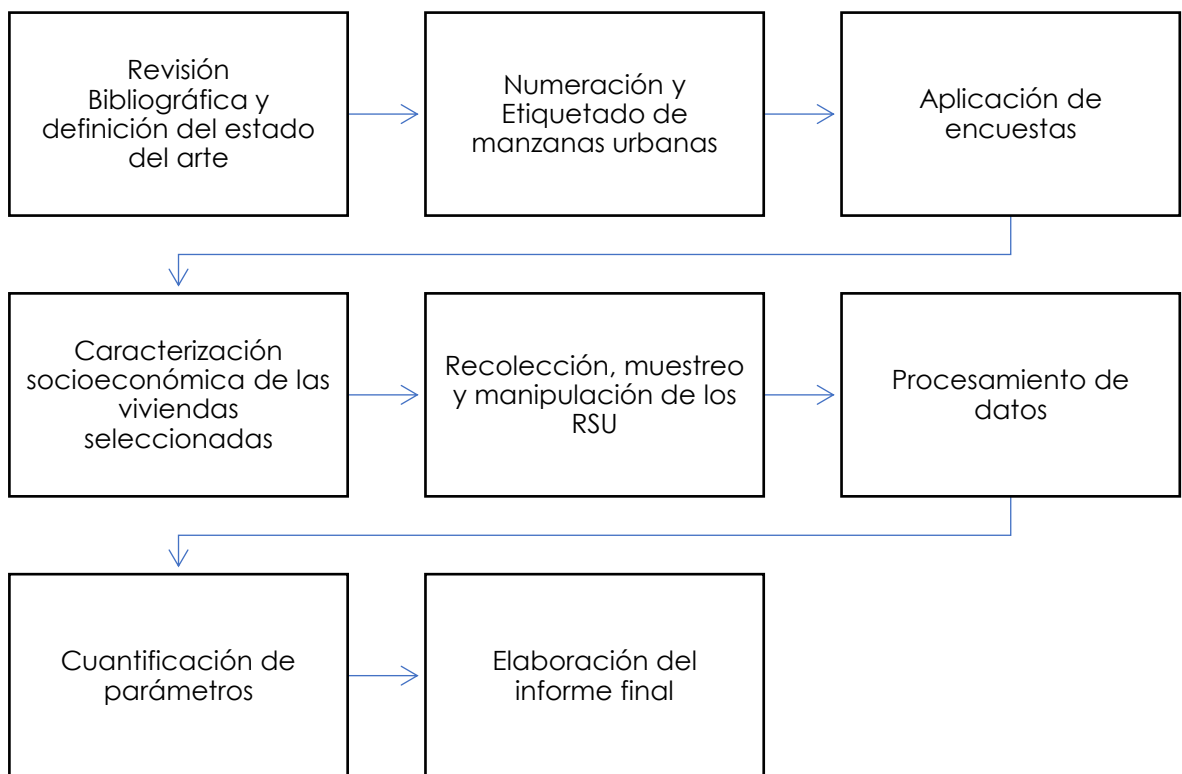 Revisión
Bibliográfica y
definición del estado
del arte
Numeración y
Etiquetado de
manzanas urbanas
Aplicación de
encuestas
Caracterización
socioeconómica de las
viviendas
seleccionadas
Recolección, muestreo
y manipulación de los
RSU
Procesamiento de
datos
Cuantificación de
parámetros
Elaboración del
informe final